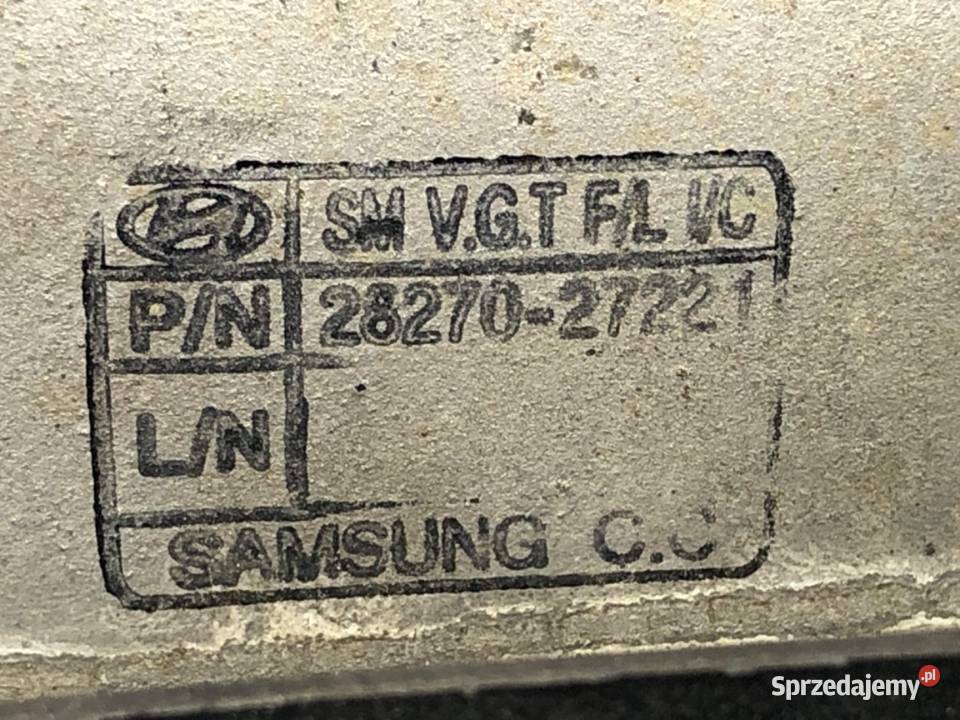 SM V.G.T F/L I/C
P/N 28270-27221
L/N
SAMSUNG C.C
Sprzedajemy.pl